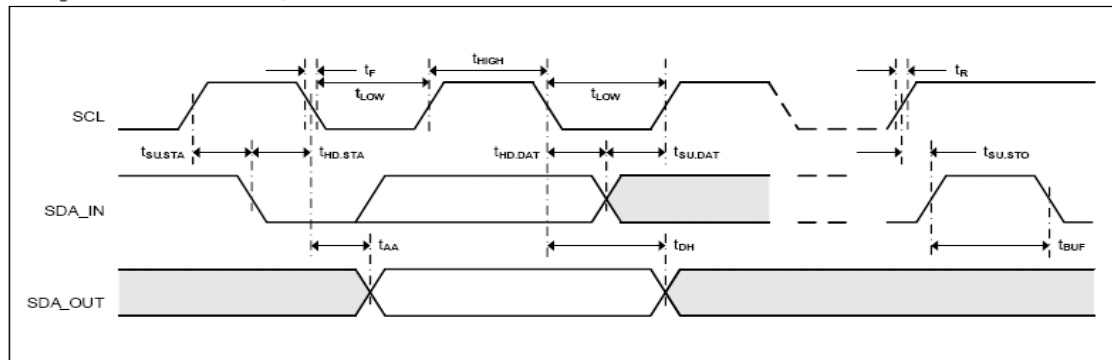 tF
tHIGH
tLOW
tLOW
tR
SCL
tSU.STA
tHD.STA
tHD.DAT
tSU.DAT
tSU.STO
SDA_IN
tAA
tDH
tBUF
SDA_OUT